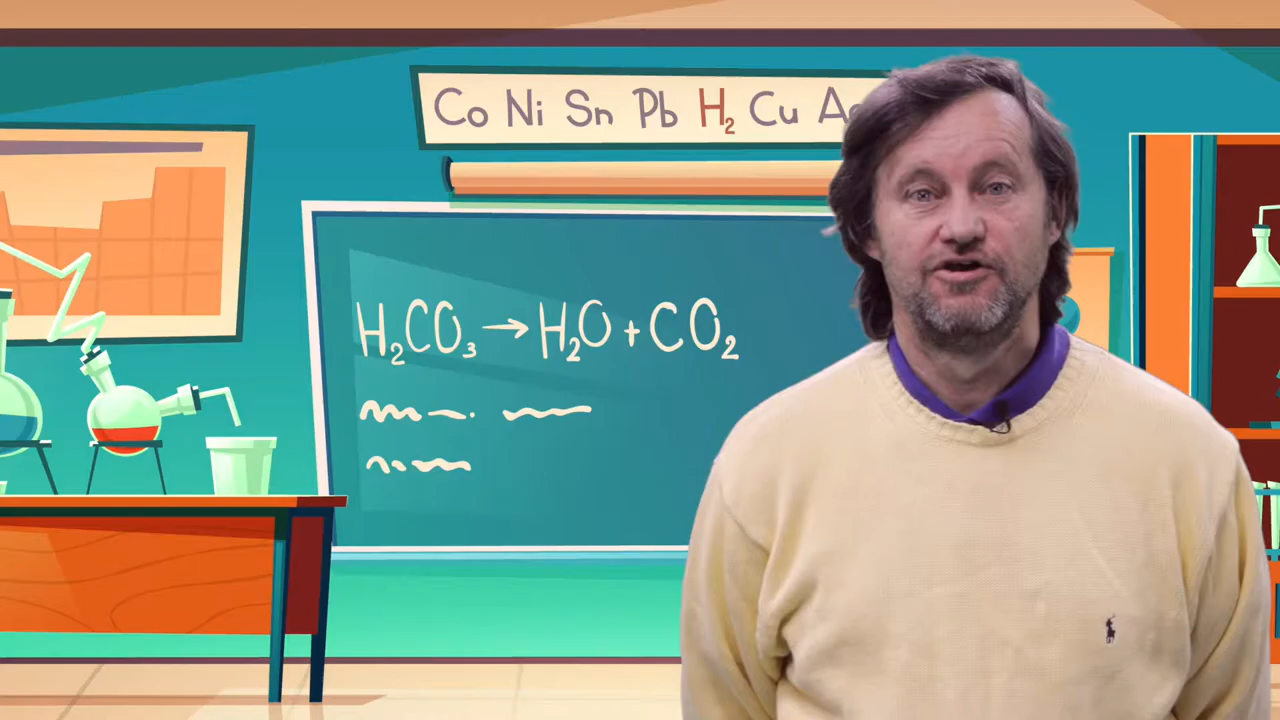 Co Ni Sn Pb H₂ Cu
H₂CO₃ → H₂O + CO₂